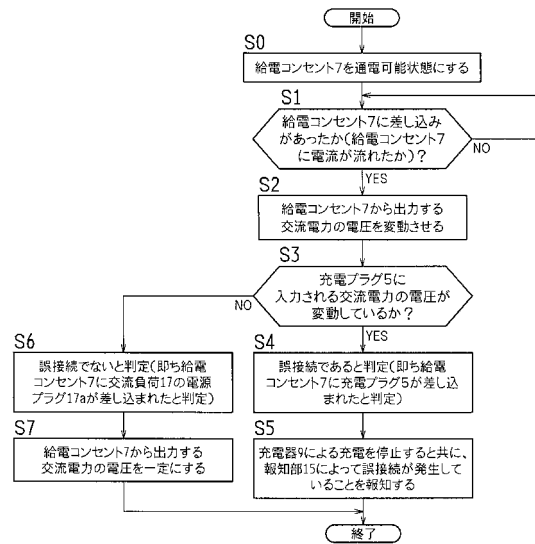 開始
S0
給電コンセント7を通電可能状態にする
S1
給電コンセント7に差し込み
があったか(給電コンセント7
に電流が流れたか)?
NO
YES
S2
給電コンセント7から出力する
交流電力の電圧を変動させる
S3
充電プラグ5に
入力される交流電力の電圧が
変動しているか?
NO
YES
S6
誤接続でないと判定(即ち給電
コンセント7に交流負荷17の電源
プラグ17aが差し込まれたと判定)
S4
誤接続であると判定(即ち給電
コンセント7に充電プラグ5が差し込
まれたと判定)
S7
給電コンセント7から出力する
交流電力の電圧を一定にする
S5
充電器9による充電を停止すると共に、
報知部15によって誤接続が発生して
いることを報知する
終了